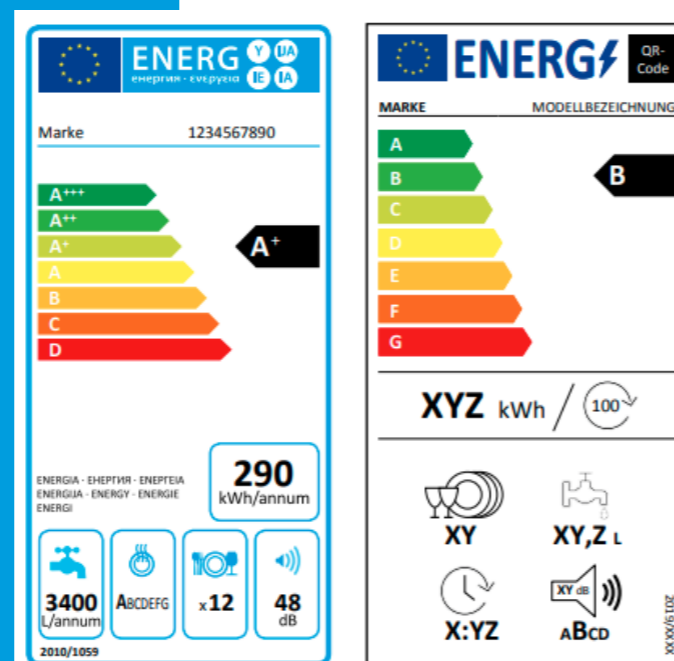 ENERG Y UA
енергия · ενεργεια IE IA
Marke 1234567890
A+++
A++
A+
A
B
C
D
A+
ENERGIA · ЕНЕРГИЯ · ΕΝΕΡΓΕΙΑ
ENERGIJA · ENERGY · ENERGIE
ENERGI
290
kWh/annum
3400
L/annum
ABCDEFG
x12
48
dB
2010/1059
ENERG
QR-
Code
MARKE MODELLBEZEICHNUNG
A
B
C
D
E
F
G
B
XYZ kWh / 100
XY
XY,Z L
X:YZ
XY dB
ABCD
2019/XXXX